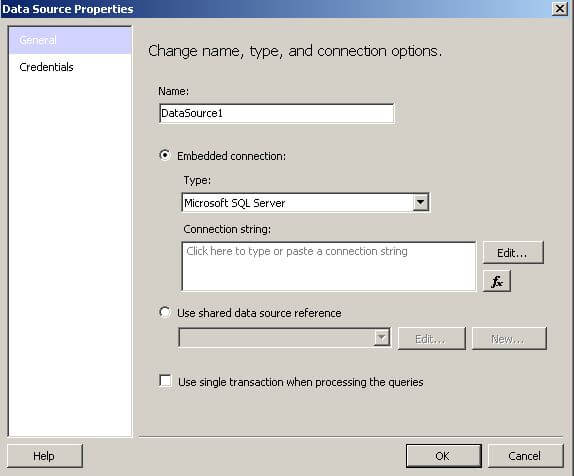 Data Source Properties
General
Credentials
Change name, type, and connection options.
Name:
DataSource1
Embedded connection:
Type:
Microsoft SQL Server
Connection string:
Click here to type or paste a connection string
Edit...
fx
Use shared data source reference
Edit...
New...
Use single transaction when processing the queries
Help
OK
Cancel